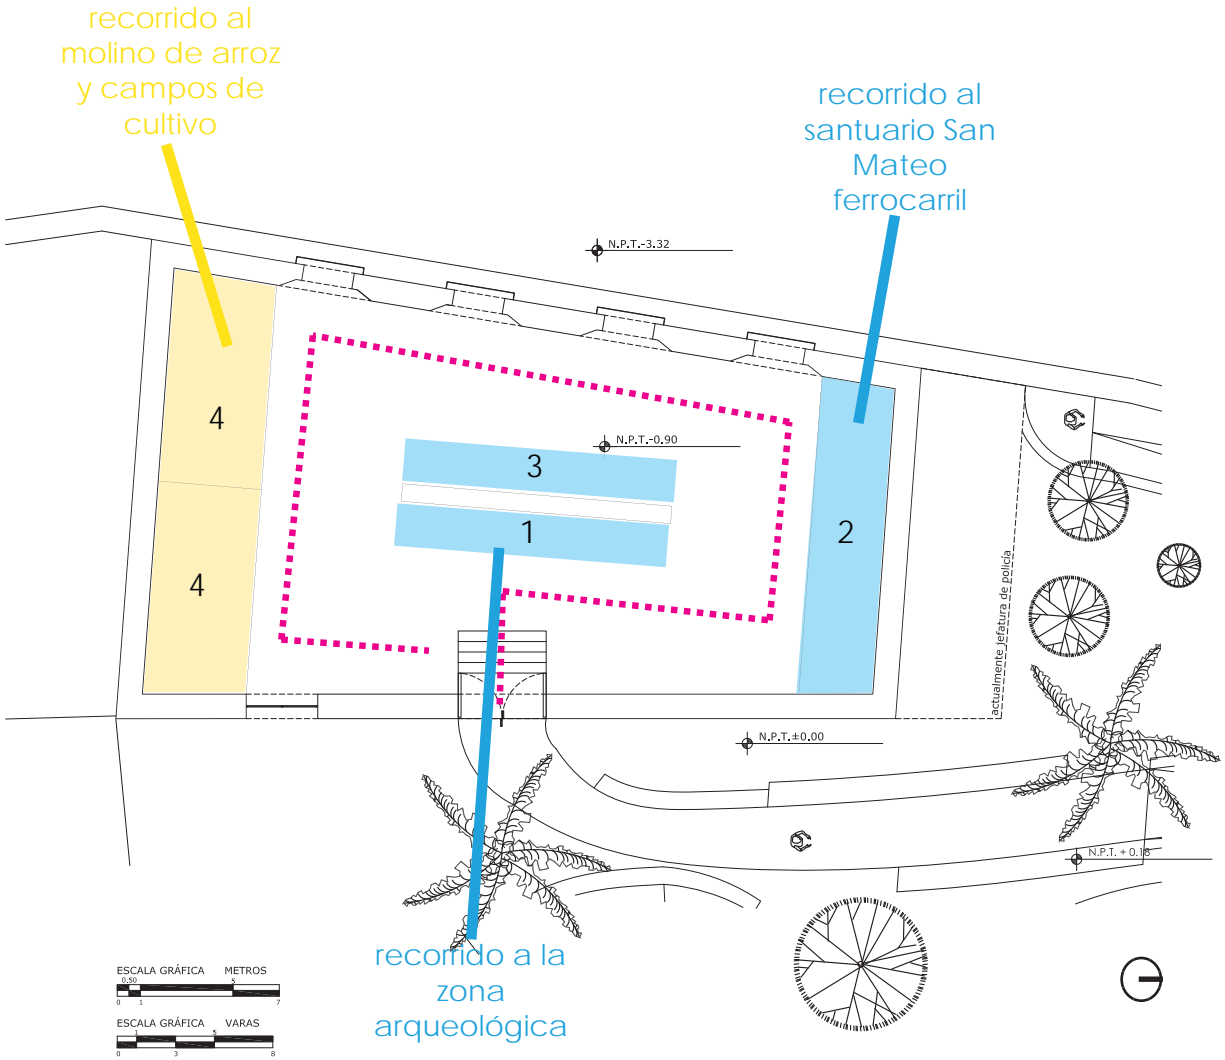 recorrido al
molino de arroz
y campos de
cultivo
recorrido al
santuario San
Mateo
ferrocarril
N.P.T.-3.32
4
N.P.T.-0.90
3
1
2
4
actualmente jefatura de policía
N.P.T.±0.00
N.P.T. + 0.18
recorrido a la
zona
arqueológica
ESCALA GRÁFICA METROS
0.50 5
0 1 7
ESCALA GRÁFICA VARAS
1 5
0 3 8